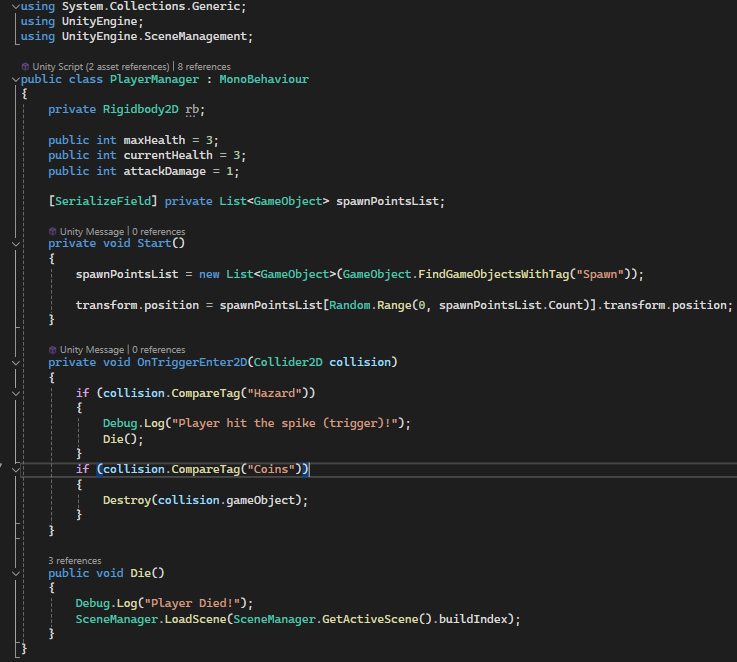 using System.Collections.Generic;
using UnityEngine;
using UnityEngine.SceneManagement;
Unity Script (2 asset references) | 8 references
public class PlayerManager : MonoBehaviour
{
private Rigidbody2D rb;
public int maxHealth = 3;
public int currentHealth = 3;
public int attackDamage = 1;
[SerializeField] private List<GameObject> spawnPointsList;
Unity Message | 0 references
private void Start()
{
spawnPointsList = new List<GameObject>(GameObject.FindGameObjectsWithTag("Spawn"));
transform.position = spawnPointsList[Random.Range(0, spawnPointsList.Count)].transform.position;
}
Unity Message | 0 references
private void OnTriggerEnter2D(Collider2D collision)
{
if (collision.CompareTag("Hazard"))
{
Debug.Log("Player hit the spike (trigger)!");
Die();
}
if (collision.CompareTag("Coins"))
{
Destroy(collision.gameObject);
}
}
3 references
public void Die()
{
Debug.Log("Player Died!");
SceneManager.LoadScene(SceneManager.GetActiveScene().buildIndex);
}
}